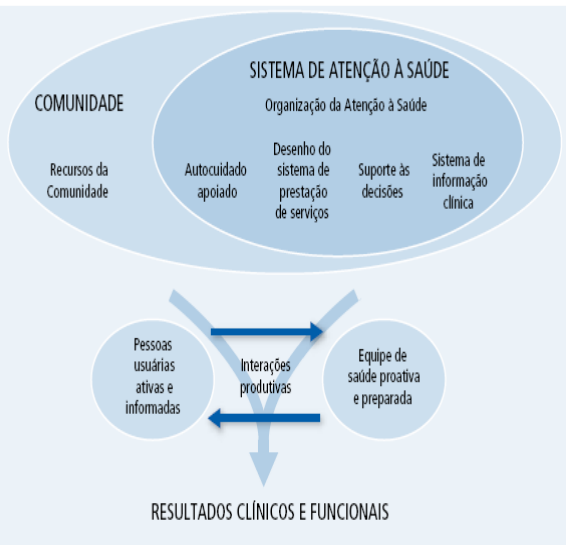 SISTEMA DE ATENÇÃO À SAÚDE
COMUNIDADE
Organização da Atenção à Saúde
Recursos da
Comunidade
Autocuidado
apoiado
Desenho do
sistema de
prestação
de serviços
Suporte às
decisões
Sistema de
informação
clínica
Pessoas
usuárias
ativas e
informadas
Interações
produtivas
Equipe de
saúde proativa
e preparada
RESULTADOS CLÍNICOS E FUNCIONAIS